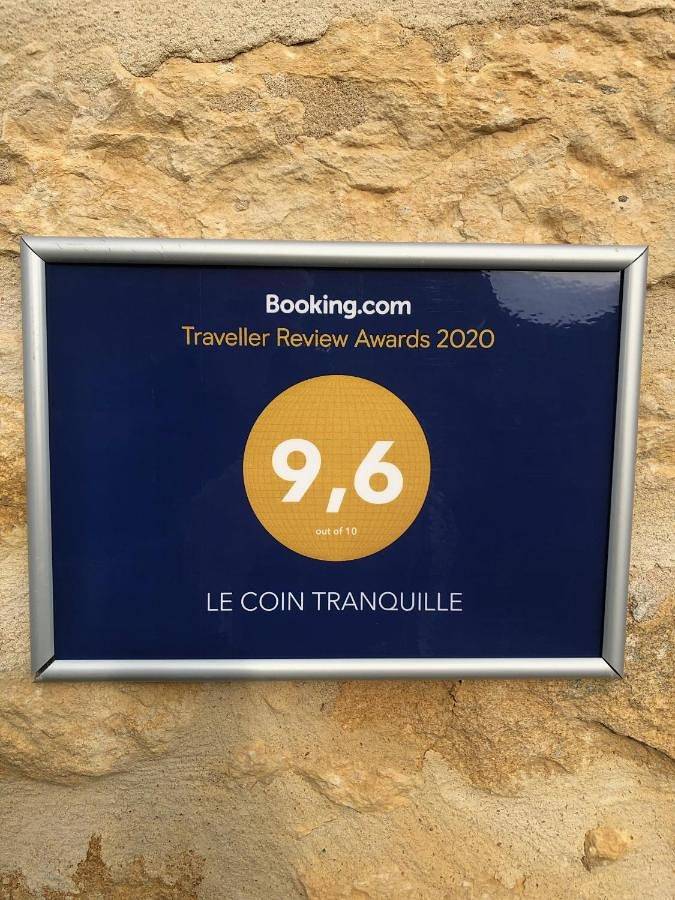 Booking.com
Traveller Review Awards 2020
9,6
out of 10
LE COIN TRANQUILLE